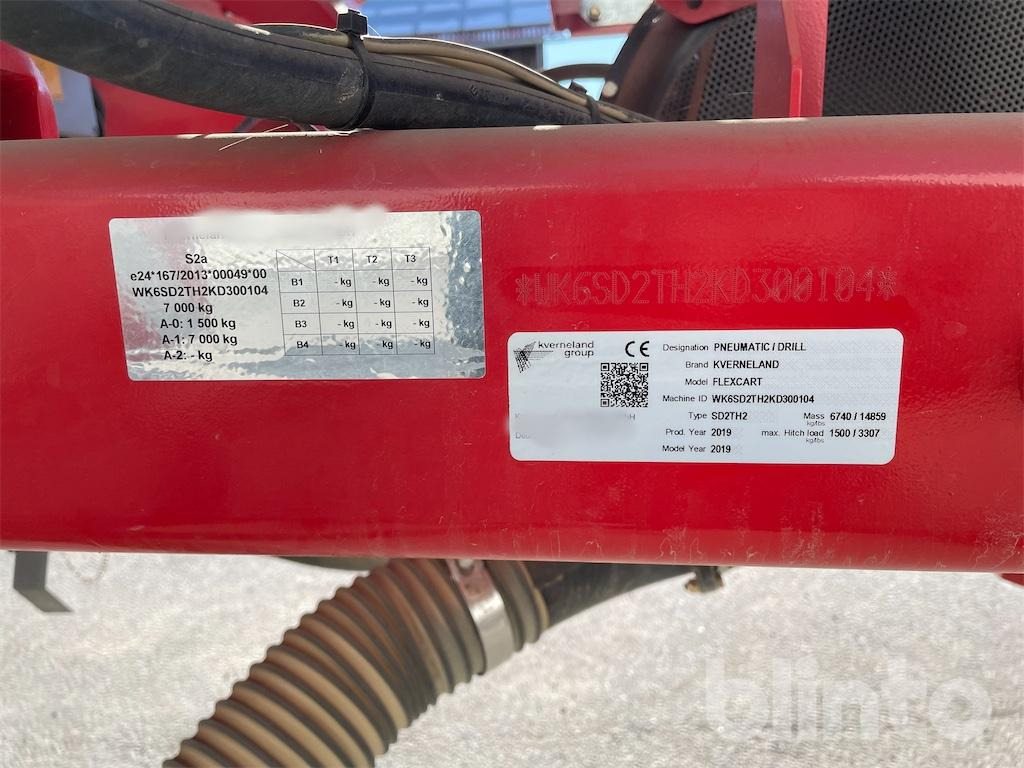 S2a
e24*167/2013*00049*00
WK6SD2TH2KD300104
7 000 kg
A-0: 1 500 kg
A-1: 7 000 kg
A-2: - kg
T1 T2 T3
B1 - kg - kg - kg
B2 - kg - kg - kg
B3 - kg - kg - kg
B4 - kg - kg - kg
*WK6SD2TH2KD300104*
kverneland
group
CE
Designation PNEUMATIC / DRILL
Brand KVERNELAND
Model FLEXCART
Machine ID WK6SD2TH2KD300104
Type SD2TH2 Mass 6740 / 14859
kg/lbs
Prod. Year 2019 max. Hitch load 1500 / 3307
kg/lbs
Model Year 2019
blinto